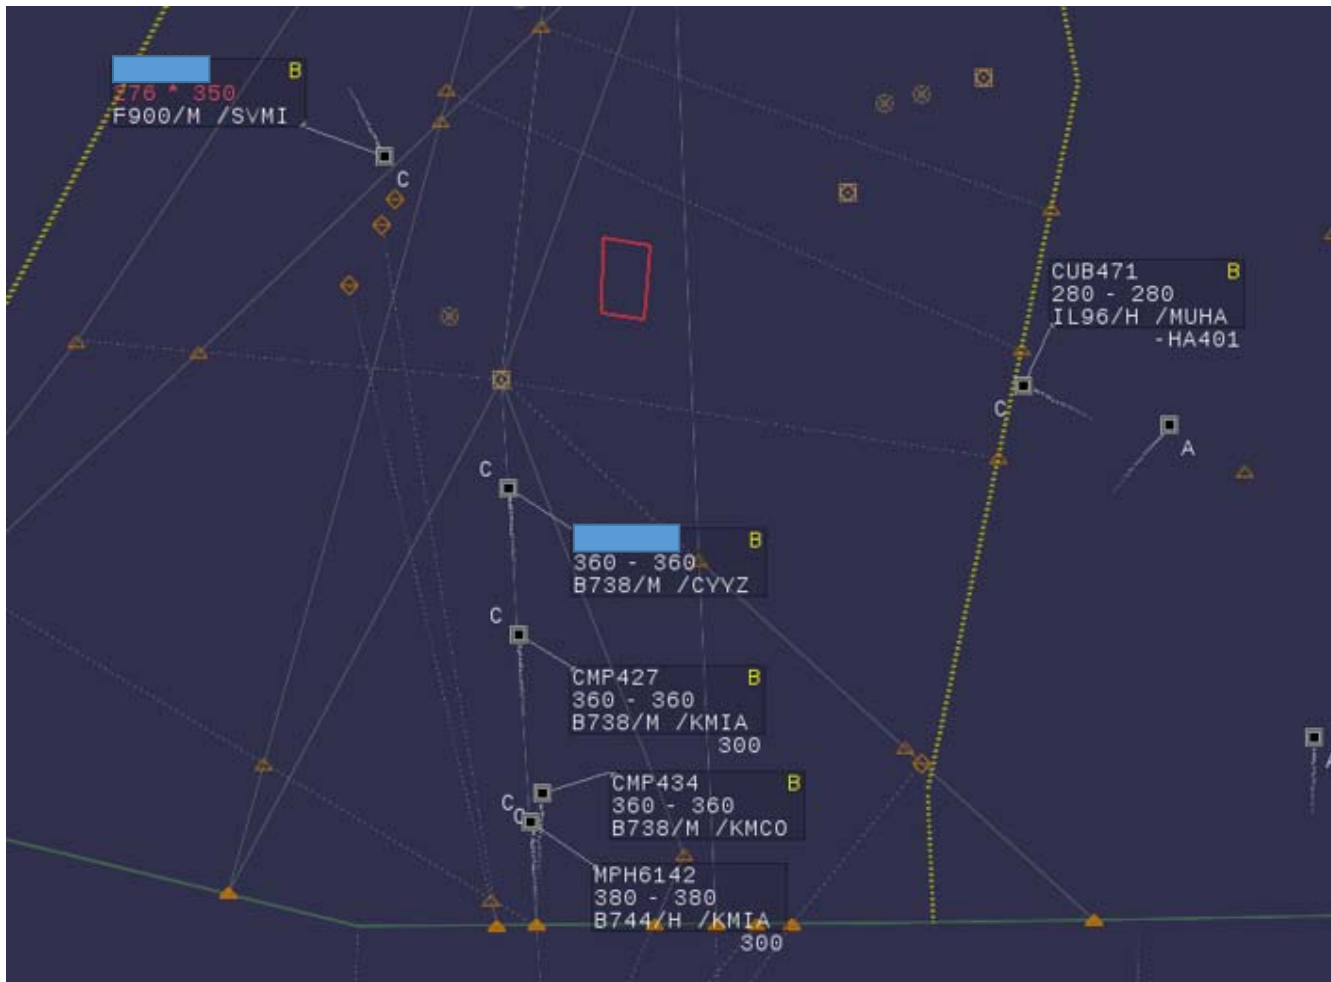 B
276 * 350
F900/M /SVMI
C
CUB471 B
280 - 280
IL96/H /MUHA
-HA401
C
A
C
B
360 - 360
B738/M /CYYZ
C
CMP427 B
360 - 360
B738/M /KMIA
300
CMP434 B
360 - 360
B738/M /KMCO
C
C
MPH6142
380 - 380
B744/H /KMIA
300
A